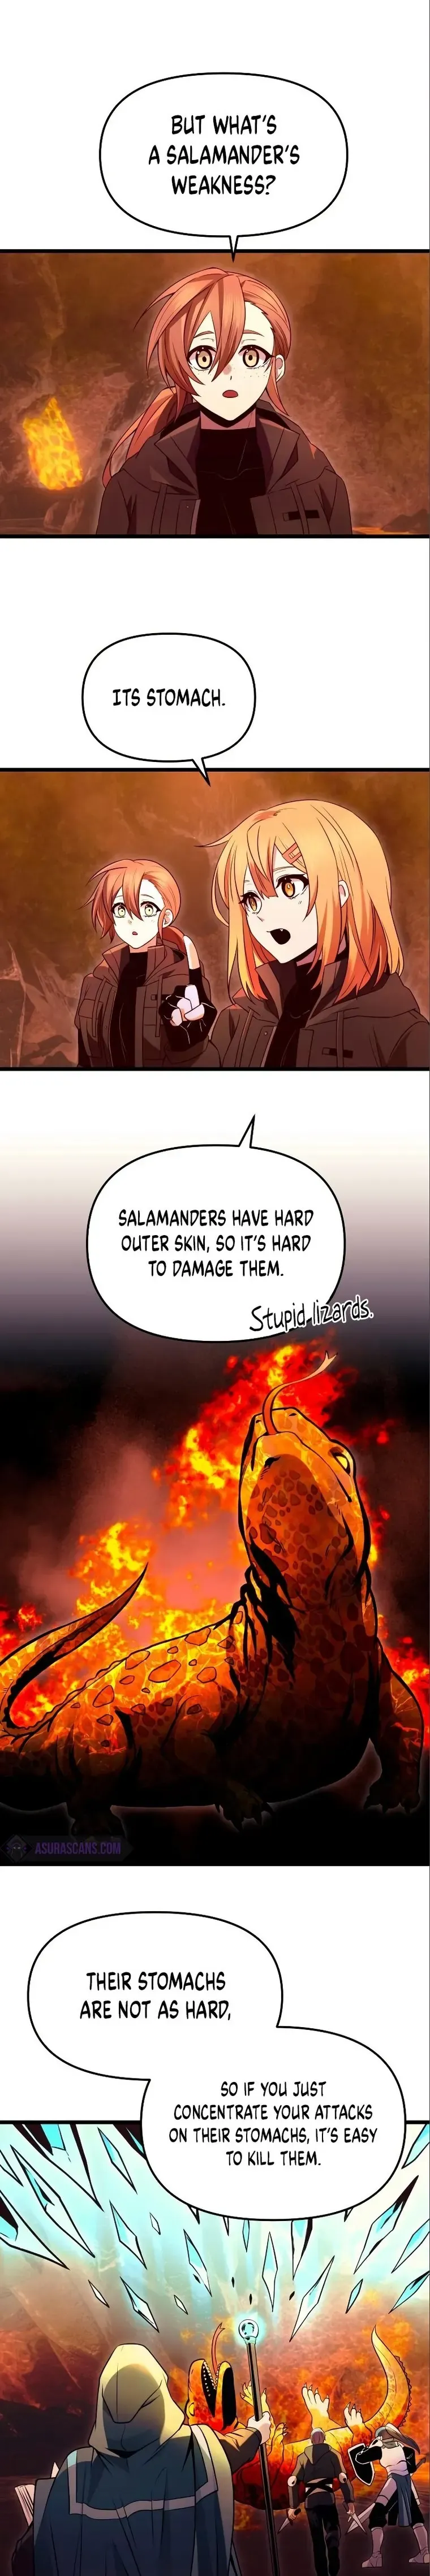 BUT WHAT'S
A SALAMANDER'S
WEAKNESS?
ITS STOMACH.
SALAMANDERS HAVE HARD
OUTER SKIN, SO IT'S HARD
TO DAMAGE THEM.
Stupid lizards.
ASURASCANS.COM
THEIR STOMACHS
ARE NOT AS HARD,
SO IF YOU JUST
CONCENTRATE YOUR ATTACKS
ON THEIR STOMACHS, IT'S EASY
TO KILL THEM.